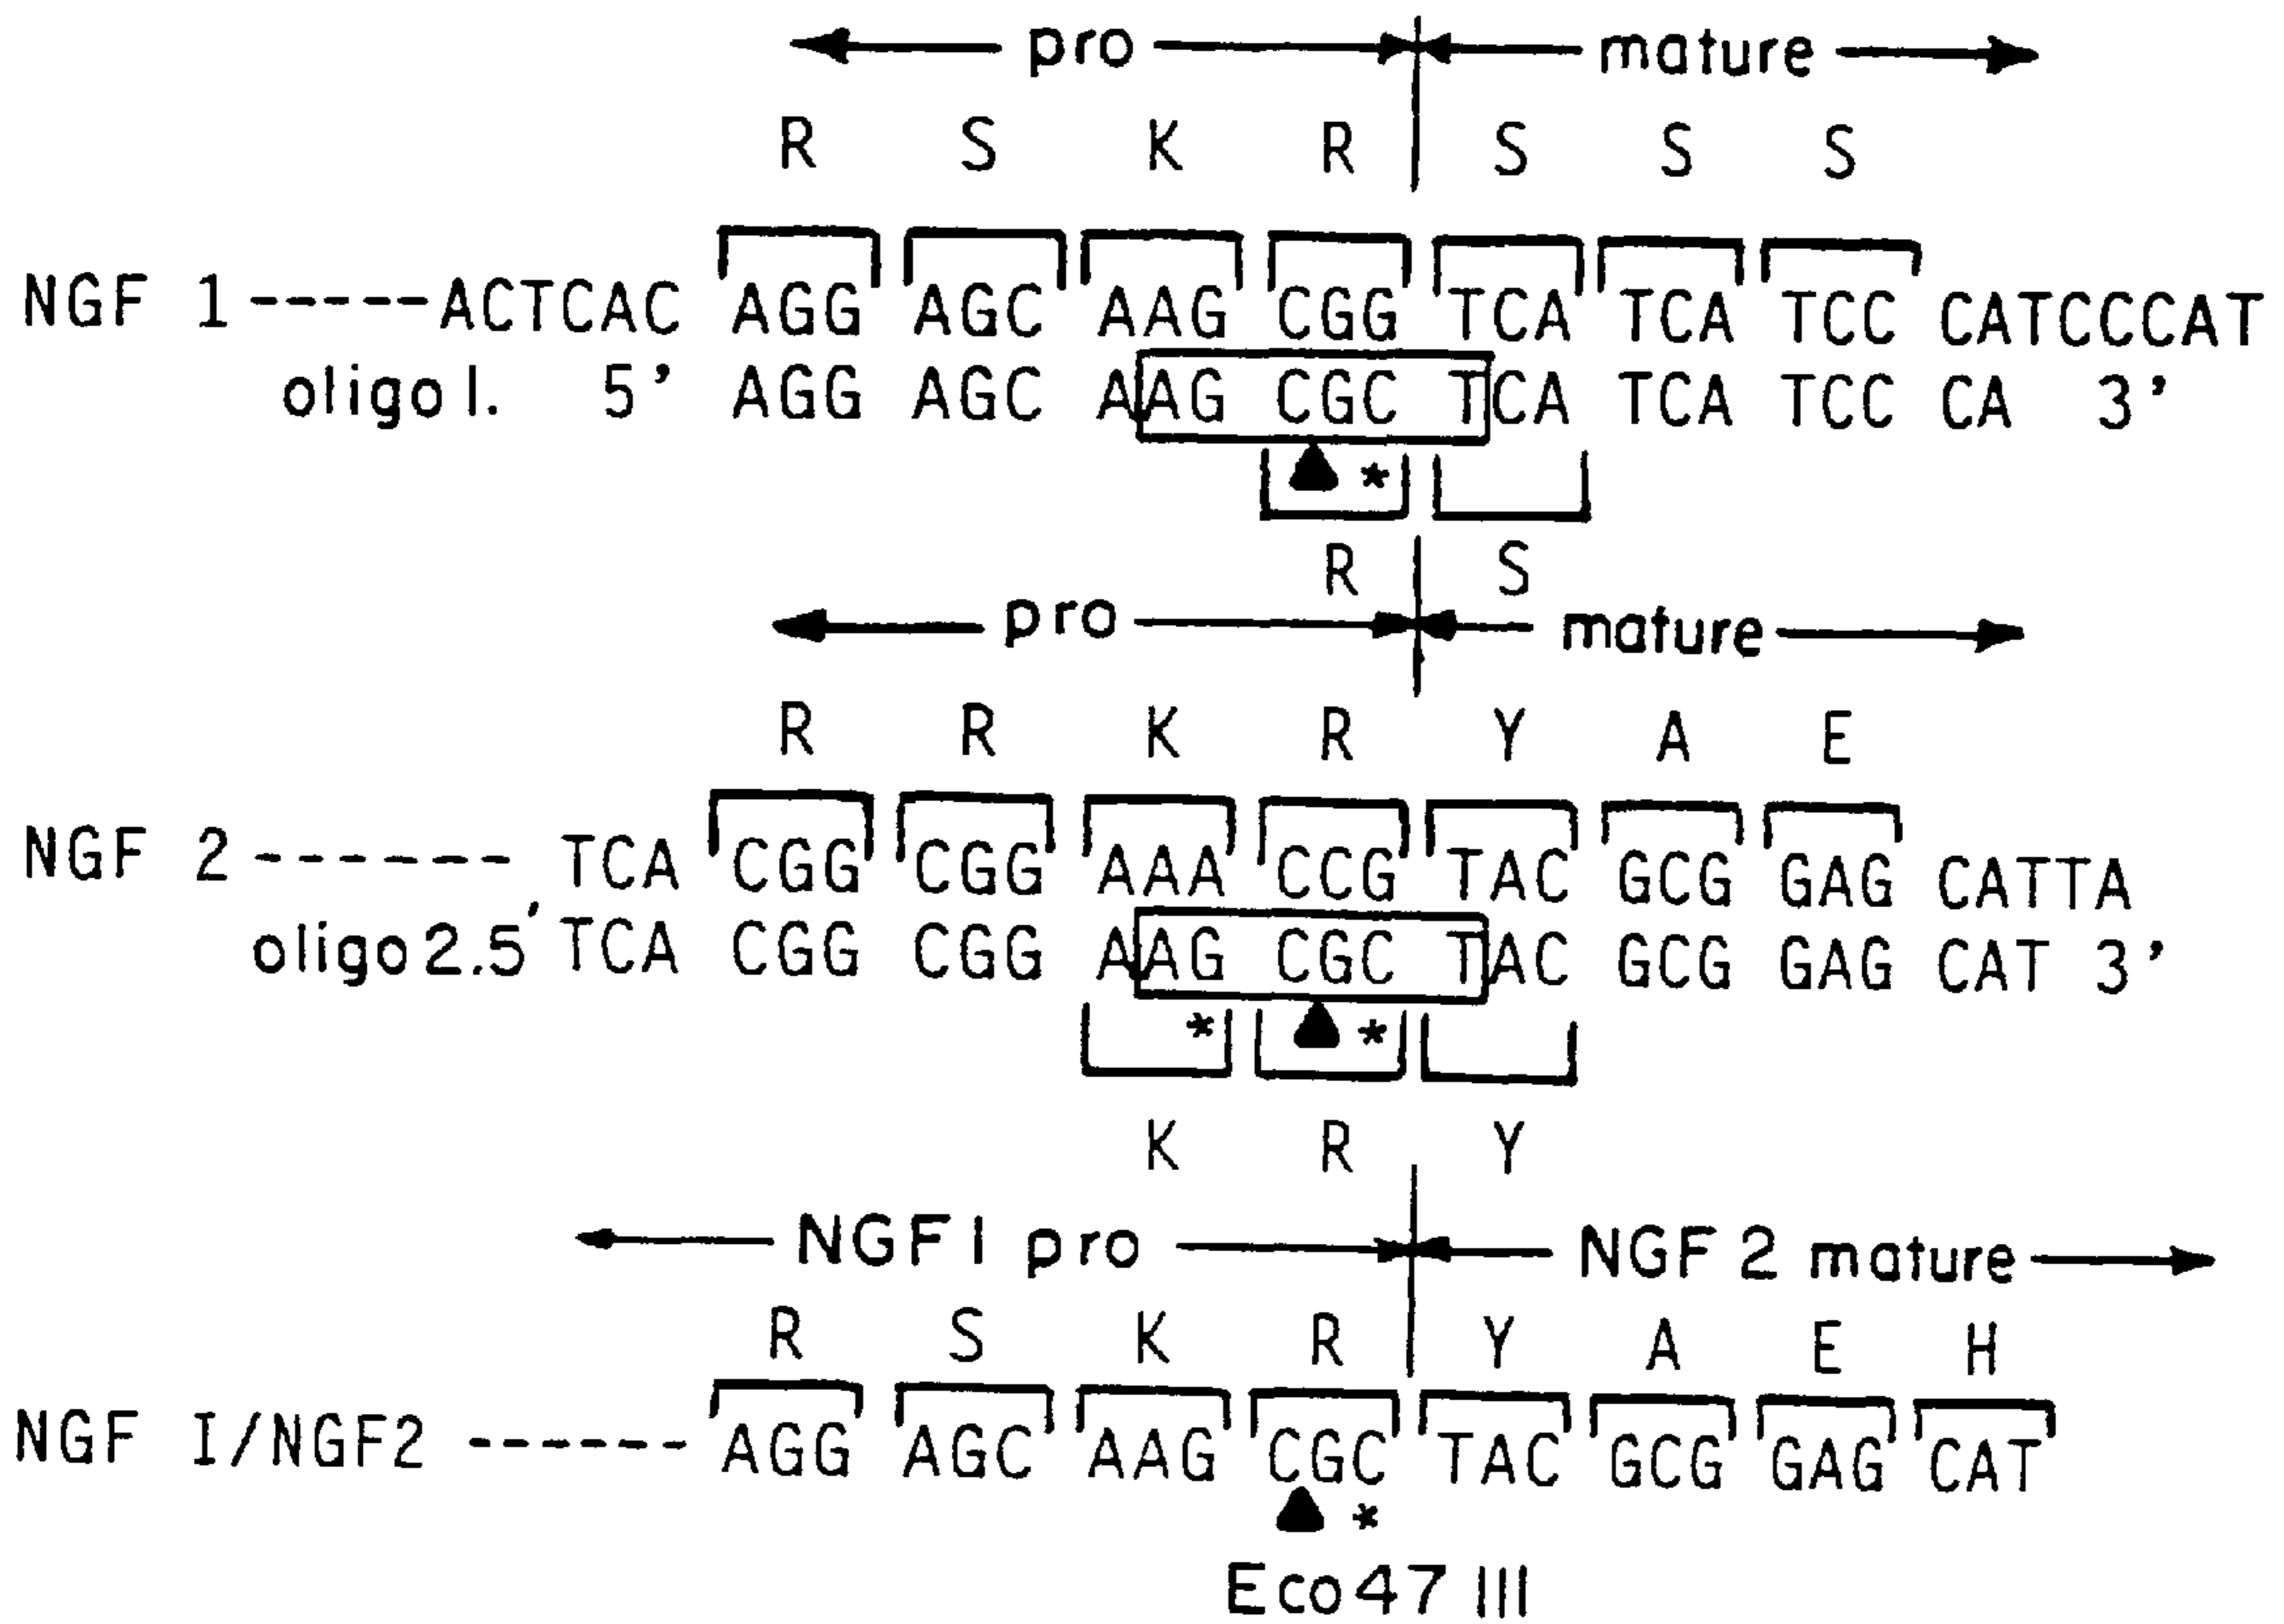 pro mature
R S K R S S S
NGF 1-----ACTCAC AGG AGC AAG CGG TCA TCA TCC CATCCCAT
oligo 1. 5' AGG AGC AAG CGC TCA TCA TCC CA 3'
*
R S
pro mature
R R K R Y A E
NGF 2------ TCA CGG CGG AAA CCG TAC GCG GAG CATTA
oligo 2.5' TCA CGG CGG AAG CGC TAC GCG GAG CAT 3'
* *
K R Y
NGF 1 pro NGF 2 mature
R S K R Y A E H
NGF I/NGF2 ------ AGG AGC AAG CGC TAC GCG GAG CAT
*
Eco47 III